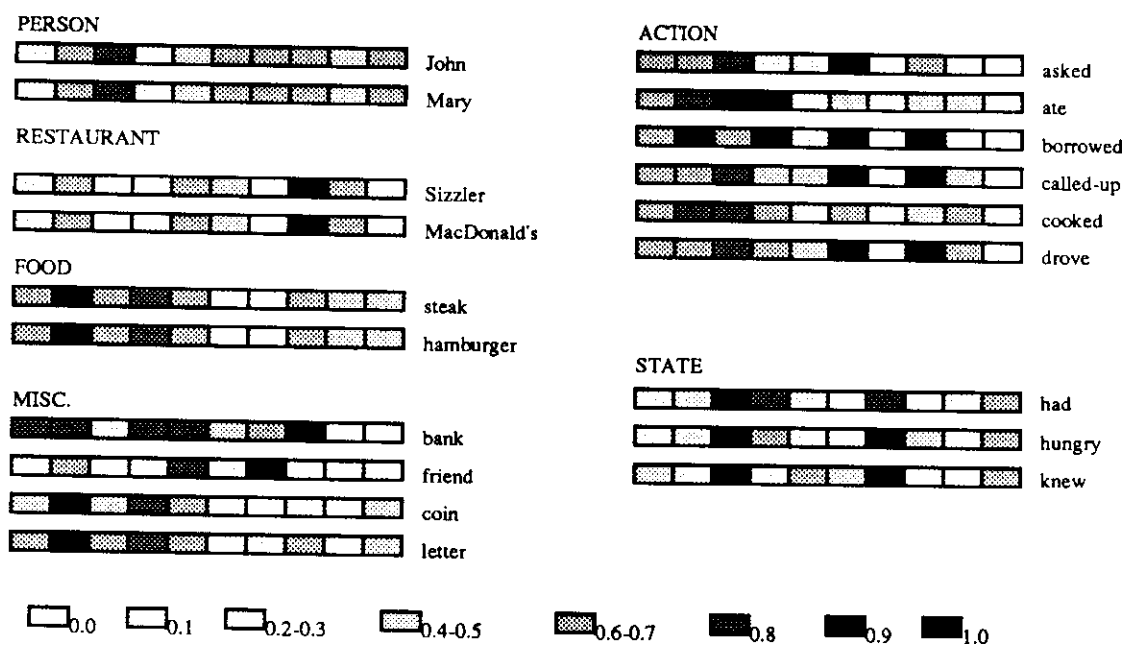 PERSON
John
Mary
RESTAURANT
Sizzler
MacDonald's
FOOD
steak
hamburger
MISC.
bank
friend
coin
letter
ACTION
asked
ate
borrowed
called-up
cooked
drove
STATE
had
hungry
knew
0.0 0.1 0.2-0.3 0.4-0.5 0.6-0.7 0.8 0.9 1.0